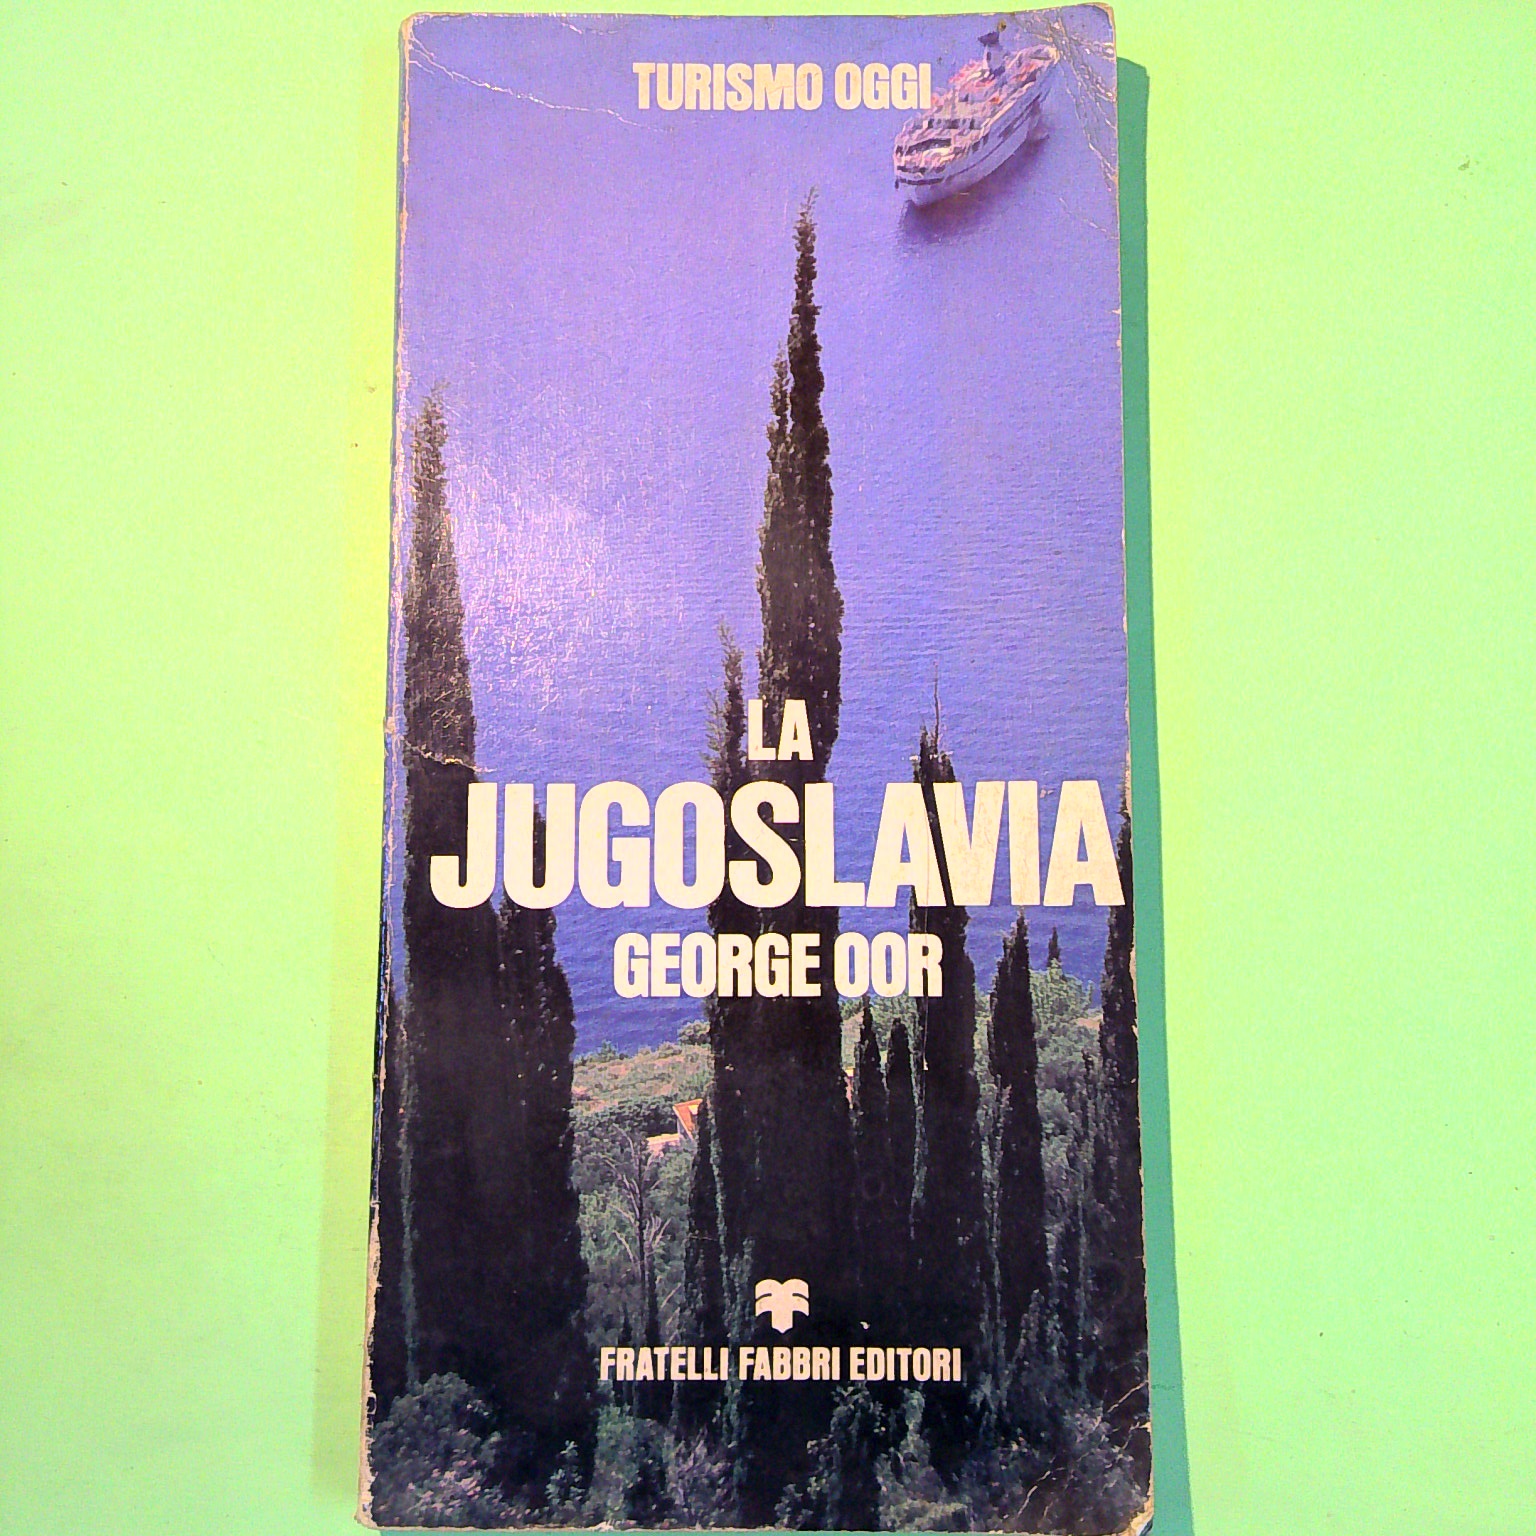 TURISMO OGGI
LA
JUGOSLAVIA
GEORGE OOR
FRATELLI FABBRI EDITORI